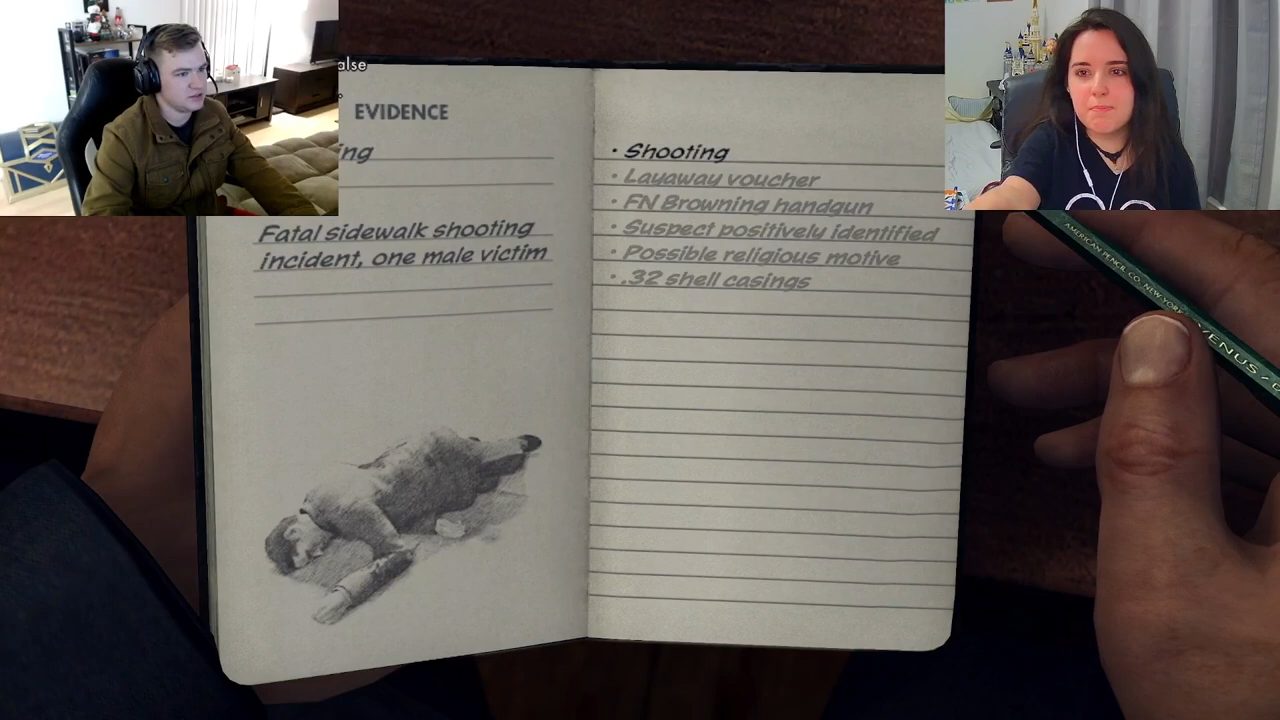 alse
EVIDENCE
ing
Fatal sidewalk shooting
incident, one male victim
• Shooting
• Layaway voucher
• FN Browning handgun
• Suspect positively identified
• Possible religious motive
• .32 shell casings
AMERICAN PENCIL CO. NEW YORK VENUS